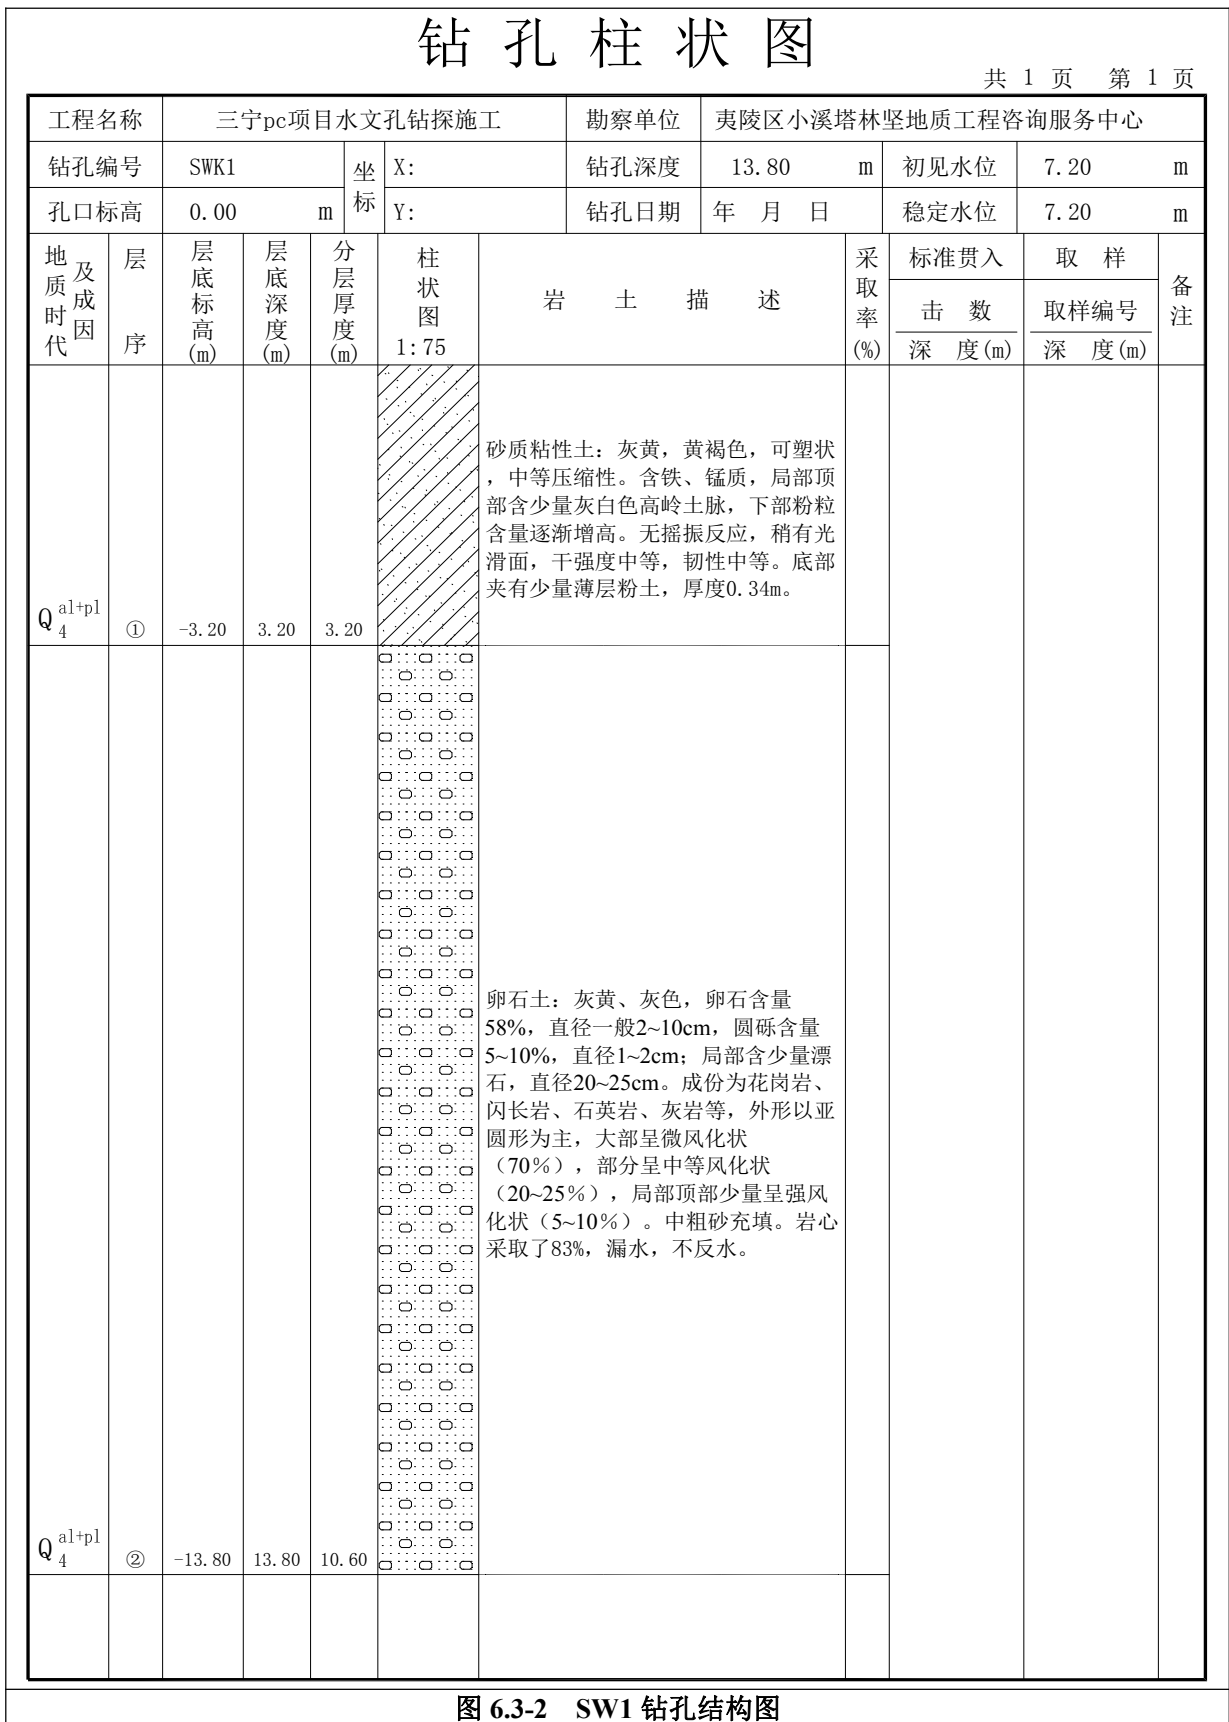 钻孔柱状图
共 1 页 第 1 页
工程名称 三宁pc项目水文孔钻探施工 勘察单位 夷陵区小溪塔林坚地质工程咨询服务中心
钻孔编号 SWK1 坐标 X: 钻孔深度 13.80 m 初见水位 7.20 m
孔口标高 0.00 m Y: 钻孔日期 年 月 日 稳定水位 7.20 m
地质时代及成因 层序 层底标高(m) 层底深度(m) 分层厚度(m) 柱状图 1:75 岩土描述 采取率(%) 标准贯入 击数 深度(m) 取样 取样编号 深度(m) 备注
砂质粘性土：灰黄，黄褐色，可塑状
，中等压缩性。含铁、锰质，局部顶
部含少量灰白色高岭土脉，下部粉粒
含量逐渐增高。无摇振反应，稍有光
滑面，干强度中等，韧性中等。底部
夹有少量薄层粉土，厚度0.34m。
Q4al+pl ① -3.20 3.20 3.20
卵石土：灰黄、灰色，卵石含量
58%，直径一般2~10cm，圆砾含量
5~10%，直径1~2cm；局部含少量漂
石，直径20~25cm。成份为花岗岩、
闪长岩、石英岩、灰岩等，外形以亚
圆形为主，大部呈微风化状
（70％），部分呈中等风化状
（20~25％），局部顶部少量呈强风
化状（5~10％）。中粗砂充填。岩心
采取了83%，漏水，不反水。
Q4al+pl ② -13.80 13.80 10.60
图 6.3-2 SW1 钻孔结构图